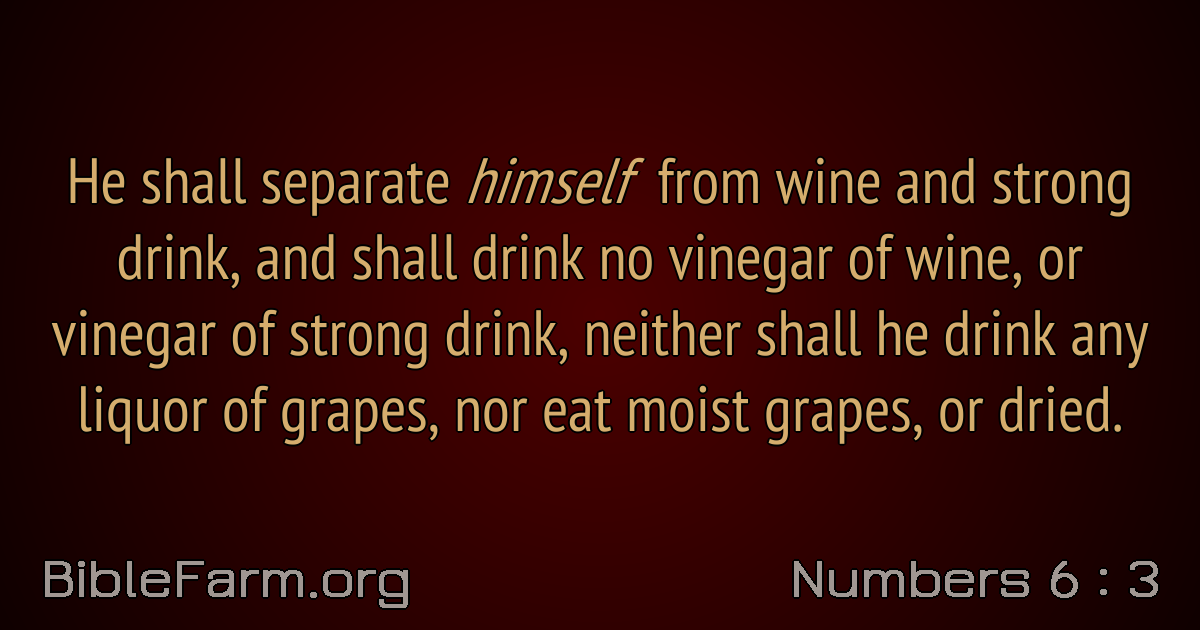 He shall separate himself from wine and strong
drink, and shall drink no vinegar of wine, or
vinegar of strong drink, neither shall he drink any
liquor of grapes, nor eat moist grapes, or dried.
BibleFarm.org
Numbers 6 : 3